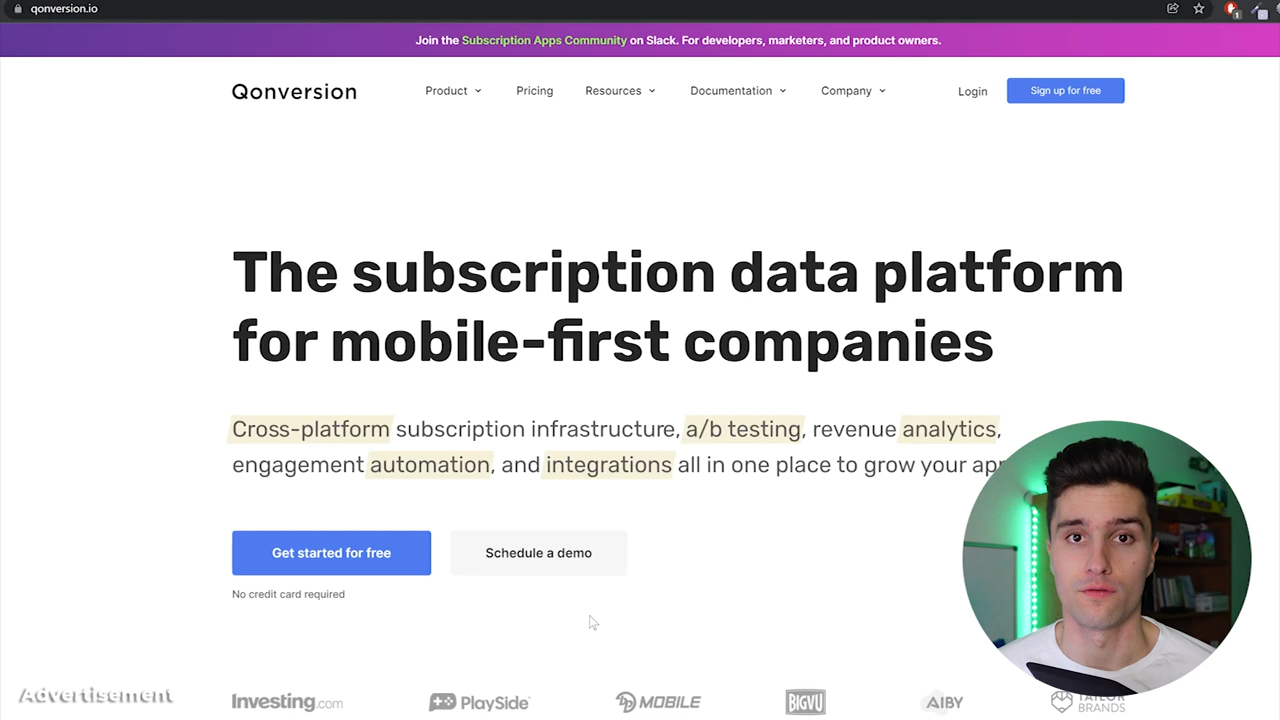 qonversion.io
1
Join the Subscription Apps Community on Slack. For developers, marketers, and product owners.
Qonversion
Product
Pricing
Resources
Documentation
Company
Login
Sign up for free
The subscription data platform
for mobile-first companies
Cross-platform subscription infrastructure, a/b testing, revenue analytics,
engagement automation, and integrations all in one place to grow your
Get started for free
Schedule a demo
No credit card required
Advertisement
Investing.com
PlaySide
MOBILE
BIGVU
AIBY
TAILOR
BRANDS